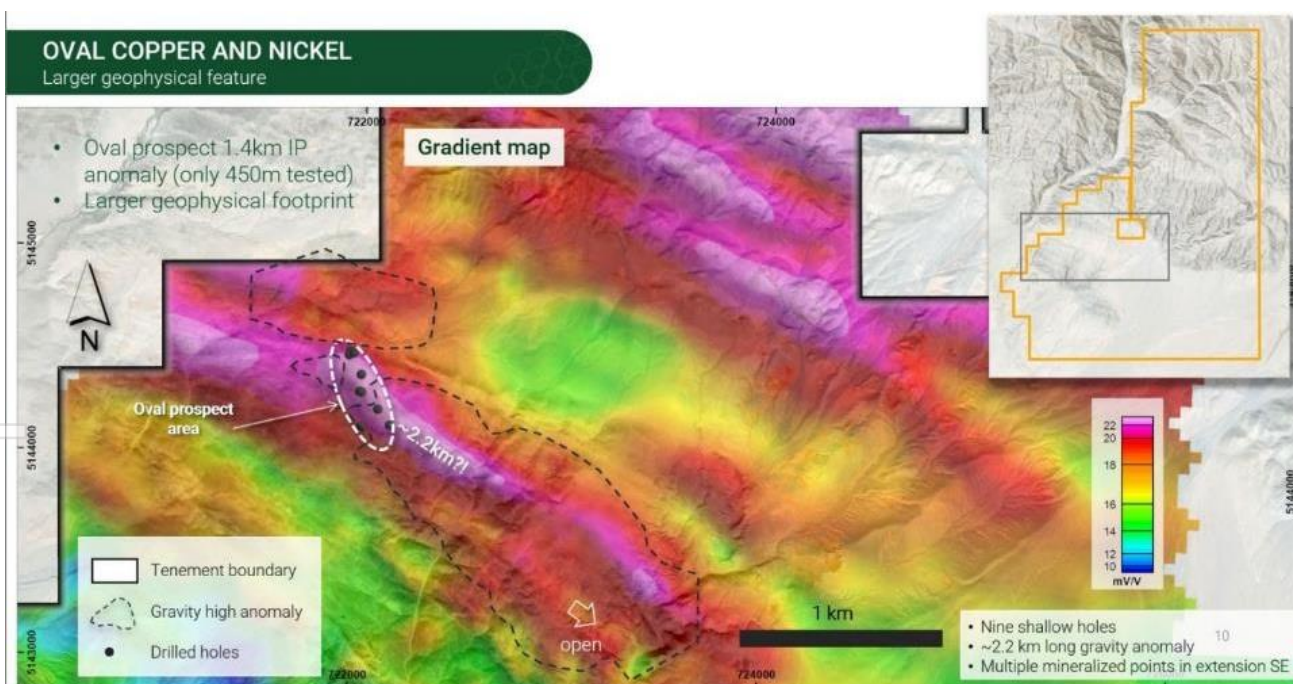 OVAL COPPER AND NICKEL
Larger geophysical feature
722000
724000
• Oval prospect 1.4km IP
anomaly (only 450m tested)
• Larger geophysical footprint
Gradient map
5145000
N
Oval prospect
area
~2.2km?!
5144000
22
20
18
16
14
12
10
mV/V
5144000
Tenement boundary
Gravity high anomaly
Drilled holes
open
1 km
• Nine shallow holes
• ~2.2 km long gravity anomaly
• Multiple mineralized points in extension SE
10
5143000
722000
724000